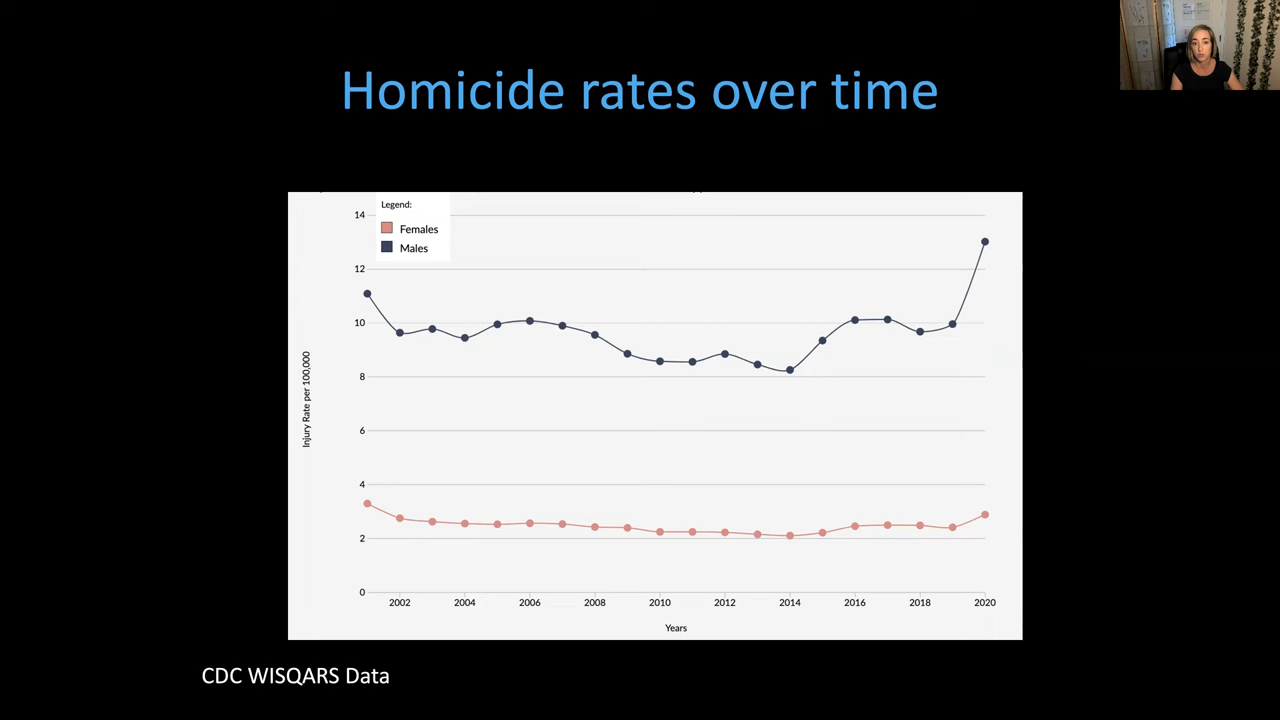 Homicide rates over time
Legend:
Females
Males
14
12
10
8
6
4
2
0
Injury Rate per 100,000
2002 2004 2006 2008 2010 2012 2014 2016 2018 2020
Years
CDC WISQARS Data